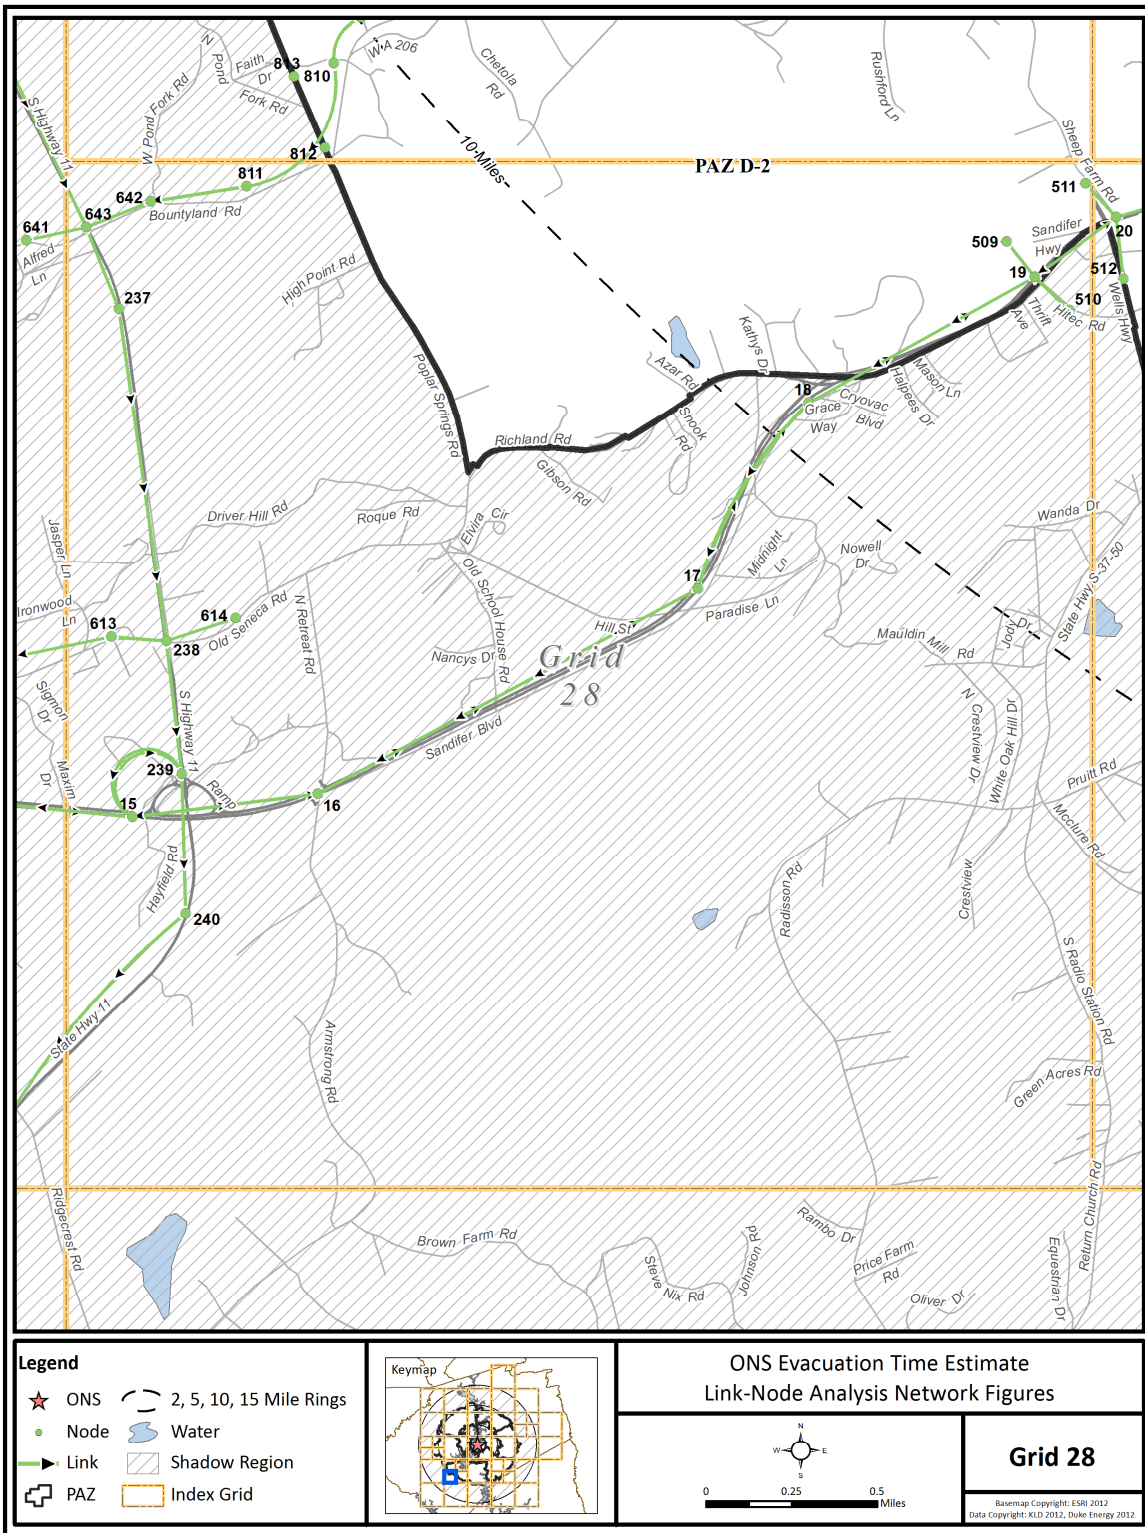 N Pond
Fork Rd
Faith Dr
W Pond Fork Rd
813
810
W A 206
Chetola Rd
Rushford Ln
S Highway 11
812
10 Miles
PAZ D-2
Sheep Farm Rd
811
642
643
641
Bountyland Rd
Alfred Ln
511
20
Sandifer Hwy
509
19
512
510
Hitec Rd
Thrift Ave
Wells Hwy
High Point Rd
237
Poplar Springs Rd
Kathys Dr
Azar Rd
18
Grace Way
Cryovac Blvd
Halpees Dr
Mason Ln
Snook Rd
Richland Rd
Gibson Rd
Driver Hill Rd
Roque Rd
Elvira Cir
Wanda Dr
Jasper Ln
Midnight Ln
Nowell Dr
State Hwy S-37-50
17
Paradise Ln
Ironwood Ln
613
614
238
Old Seneca Rd
N Retreat Rd
Old School House Rd
Hill St
Nancys Dr
Grid
28
Mauldin Mill Rd
Jody Dr
Sigmon Dr
S Highway 11
Sandifer Blvd
N Crestview Dr
White Oak Hill Dr
Maxim Dr
239
Ramp
15
16
Pruitt Rd
Mcclure Rd
Hayfield Rd
240
Radisson Rd
Crestview
S Radio Station Rd
State Hwy 11
Armstrong Rd
Green Acres Rd
Ridgecrest Rd
Brown Farm Rd
Steve Nix Rd
Johnson Rd
Rambo Dr
Price Farm Rd
Oliver Dr
Equestrian Dr
Return Church Rd
Legend
ONS
2, 5, 10, 15 Mile Rings
Node
Water
Link
Shadow Region
PAZ
Index Grid
Keymap
ONS Evacuation Time Estimate
Link-Node Analysis Network Figures
N
W E
S
0 0.25 0.5
Miles
Grid 28
Basemap Copyright: ESRI 2012
Data Copyright: KLD 2012, Duke Energy 2012